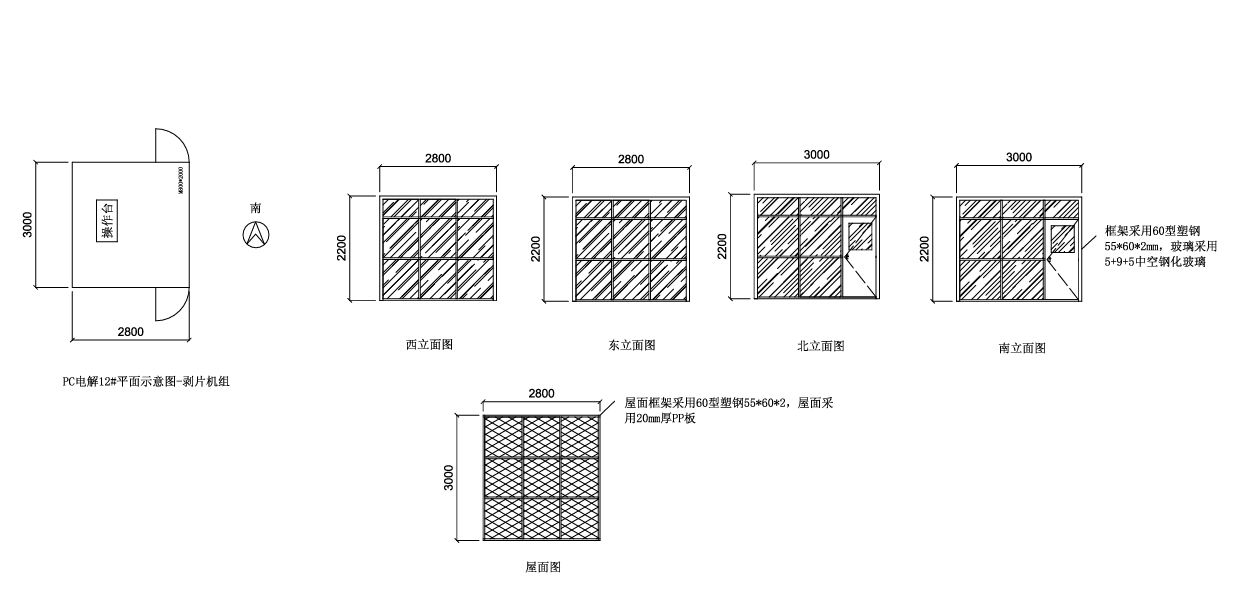 3000
操作台
2800
PC电解12#平面示意图-剥片机组
南
2800
2200
西立面图
2800
2200
东立面图
3000
2200
北立面图
3000
2200
南立面图
框架采用60型塑钢
55*60*2mm，玻璃采用
5+9+5中空钢化玻璃
2800
3000
屋面图
屋面框架采用60型塑钢55*60*2，屋面采
用20mm厚PP板